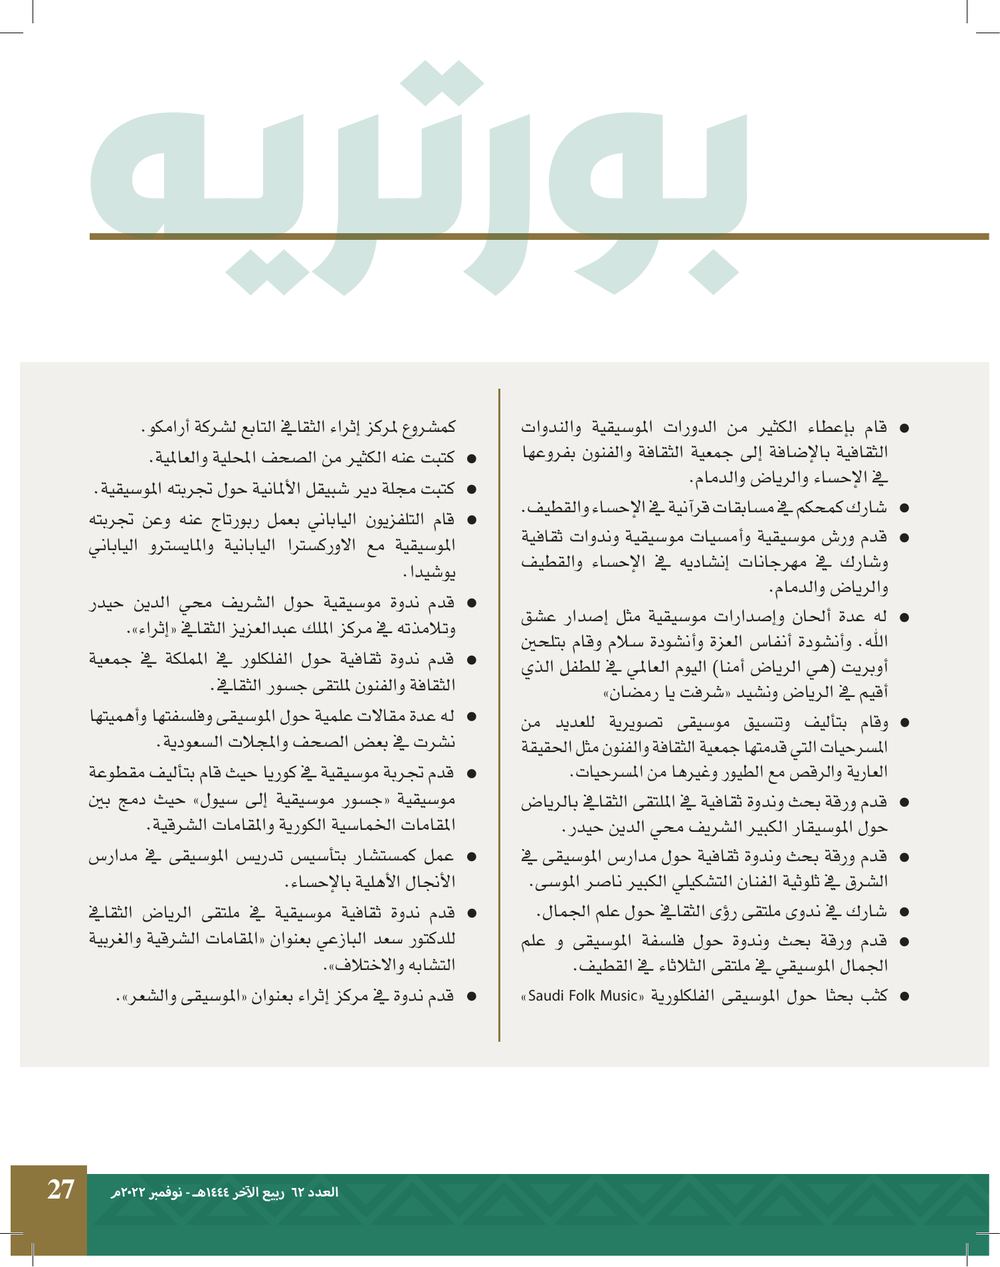 بورتريه
● قام بإعطاء الكثير من الدورات الموسيقية والندوات
الثقافية بالإضافة إلى جمعية الثقافة والفنون بفروعها
في الإحساء والرياض والدمام.
● شارك كمحكم في مسابقات قرآنية في الإحساء والقطيف.
● قدم ورش موسيقية وأمسيات موسيقية وندوات ثقافية
وشارك في مهرجانات إنشاديه في الإحساء والقطيف
والرياض والدمام.
● له عدة ألحان وإصدارات موسيقية مثل إصدار عشق
الله. وأنشودة أنفاس العزة وأنشودة سلام وقام بتلحين
أوبريت (هي الرياض أمنا) اليوم العالمي في للطفل الذي
أقيم في الرياض ونشيد «شرفت يا رمضان»
● وقام بتأليف وتنسيق موسيقى تصويرية للعديد من
المسرحيات التي قدمتها جمعية الثقافة والفنون مثل الحقيقة
العارية والرقص مع الطيور وغيرها من المسرحيات.
● قدم ورقة بحث وندوة ثقافية في الملتقى الثقافي بالرياض
حول الموسيقار الكبير الشريف محي الدين حيدر.
● قدم ورقة بحث وندوة ثقافية حول مدارس الموسيقى في
الشرق في ثلوثية الفنان التشكيلي الكبير ناصر الموسى.
● شارك في ندوى ملتقى رؤى الثقافي حول علم الجمال.
● قدم ورقة بحث وندوة حول فلسفة الموسيقى و علم
الجمال الموسيقي في ملتقى الثلاثاء في القطيف.
● كثب بحثا حول الموسيقى الفلكلورية «Saudi Folk Music»
كمشروع لمركز إثراء الثقافي التابع لشركة أرامكو.
● كتبت عنه الكثير من الصحف المحلية والعالمية.
● كتبت مجلة دير شبيقل الألمانية حول تجربته الموسيقية.
● قام التلفزيون الياباني بعمل ربورتاج عنه وعن تجربته
الموسيقية مع الاوركسترا اليابانية والمايسترو الياباني
يوشيدا.
● قدم ندوة موسيقية حول الشريف محي الدين حيدر
وتلامذته في مركز الملك عبدالعزيز الثقافي «إثراء».
● قدم ندوة ثقافية حول الفلكلور في المملكة في جمعية
الثقافة والفنون لملتقى جسور الثقافي.
● له عدة مقالات علمية حول الموسيقى وفلسفتها وأهميتها
نشرت في بعض الصحف والمجلات السعودية.
● قدم تجربة موسيقية في كوريا حيث قام بتأليف مقطوعة
موسيقية «جسور موسيقية إلى سيول» حيث دمج بين
المقامات الخماسية الكورية والمقامات الشرقية.
● عمل كمستشار بتأسيس تدريس الموسيقى في مدارس
الأنجال الأهلية بالإحساء.
● قدم ندوة ثقافية موسيقية في ملتقى الرياض الثقافي
للدكتور سعد البازعي بعنوان «المقامات الشرقية والغربية
التشابه والاختلاف».
● قدم ندوة في مركز إثراء بعنوان «الموسيقى والشعر».
العدد ٦٢ ربيع الآخر ١٤٤٤هـ - نوفمبر ٢٠٢٢م
27